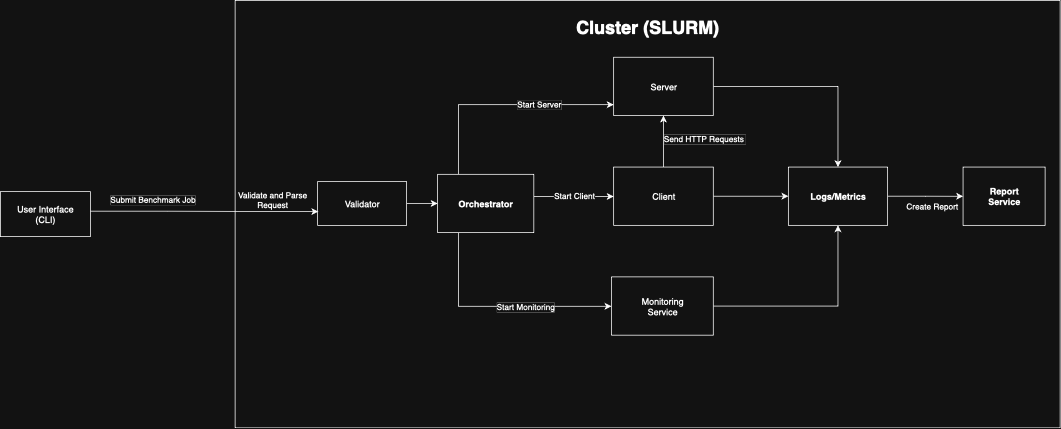 Cluster (SLURM)
Server
Start Server
Send HTTP Requests
User Interface
(CLI)
Submit Benchmark Job
Validate and Parse
Request
Validator
Orchestrator
Start Client
Client
Logs/Metrics
Create Report
Report
Service
Start Monitoring
Monitoring
Service